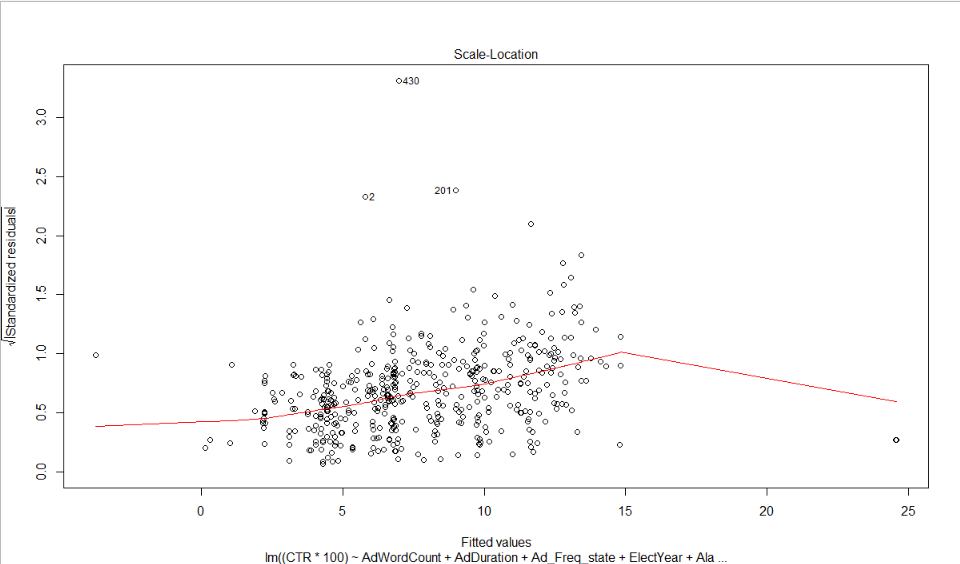 Scale-Location
430
2
201
√|Standardized residuals|
3.0
2.5
2.0
1.5
1.0
0.5
0.0
0 5 10 15 20 25
Fitted values
lm((CTR * 100) ~ AdWordCount + AdDuration + Ad_Freq_state + ElectYear + Ala ...